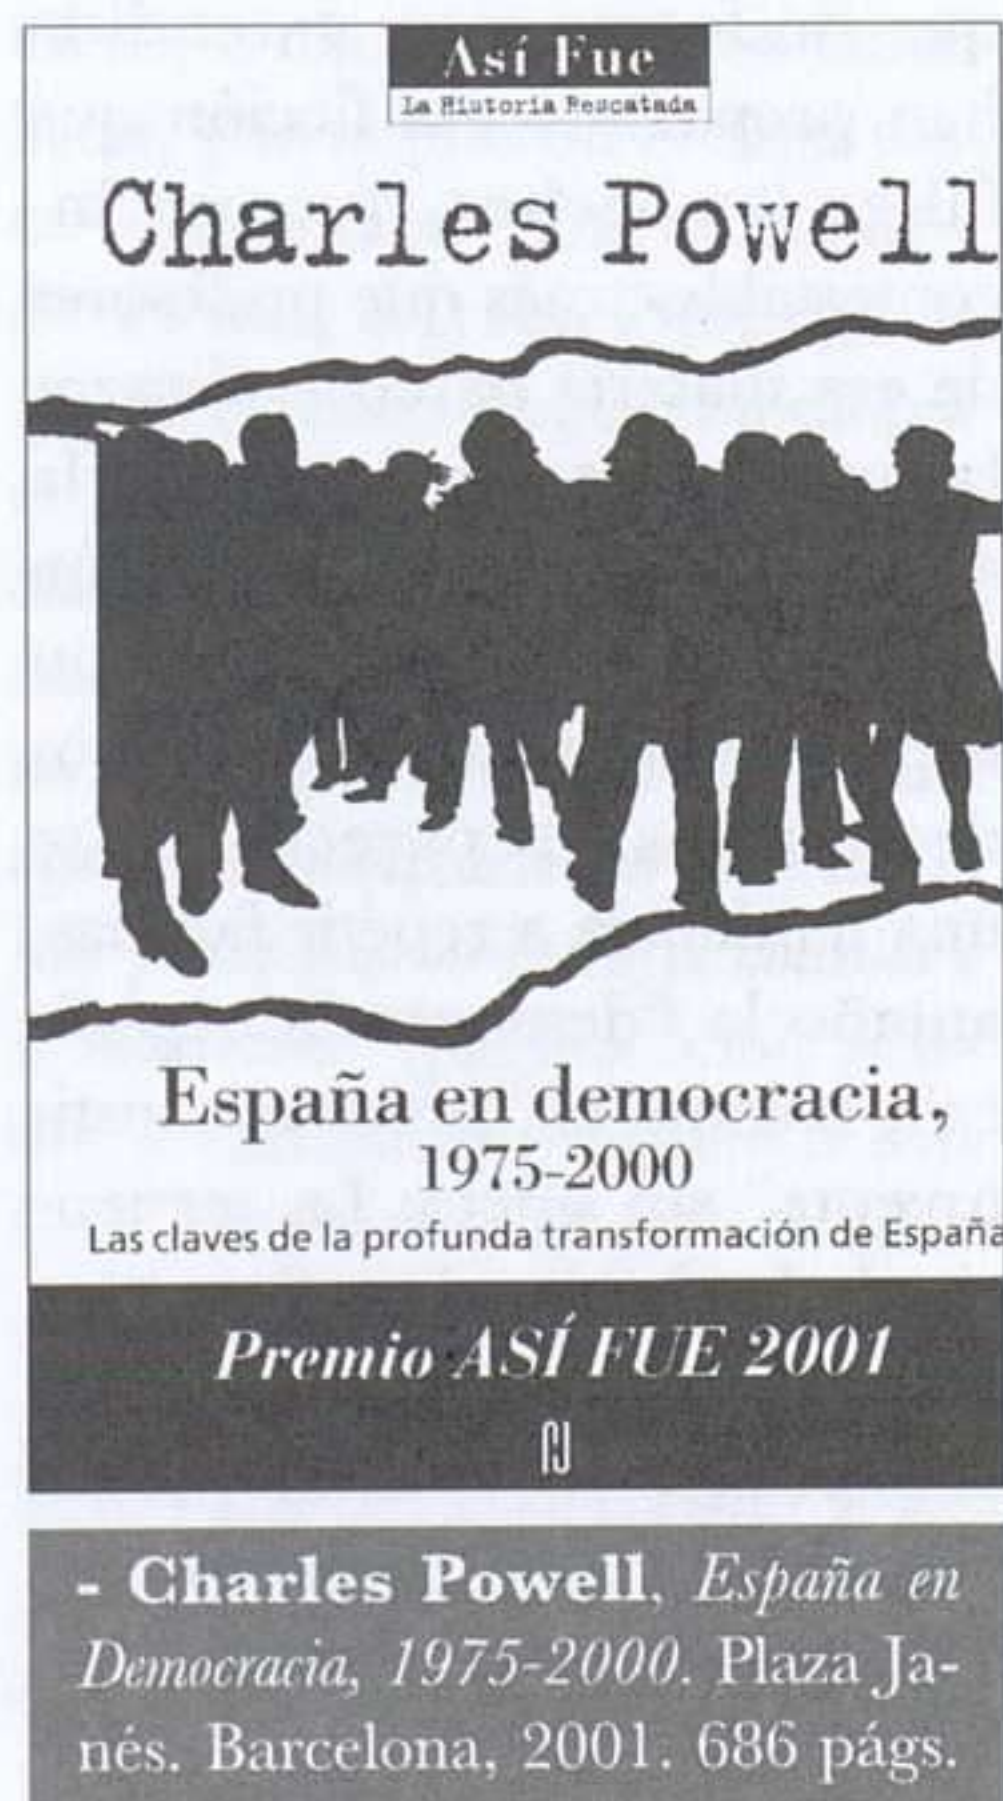 Así Fue
La Historia Rescatada
Charles Powell
España en democracia,
1975-2000
Las claves de la profunda transformación de España
Premio ASÍ FUE 2001
- Charles Powell, España en
Democracia, 1975-2000. Plaza Ja-
nés. Barcelona, 2001. 686 págs.